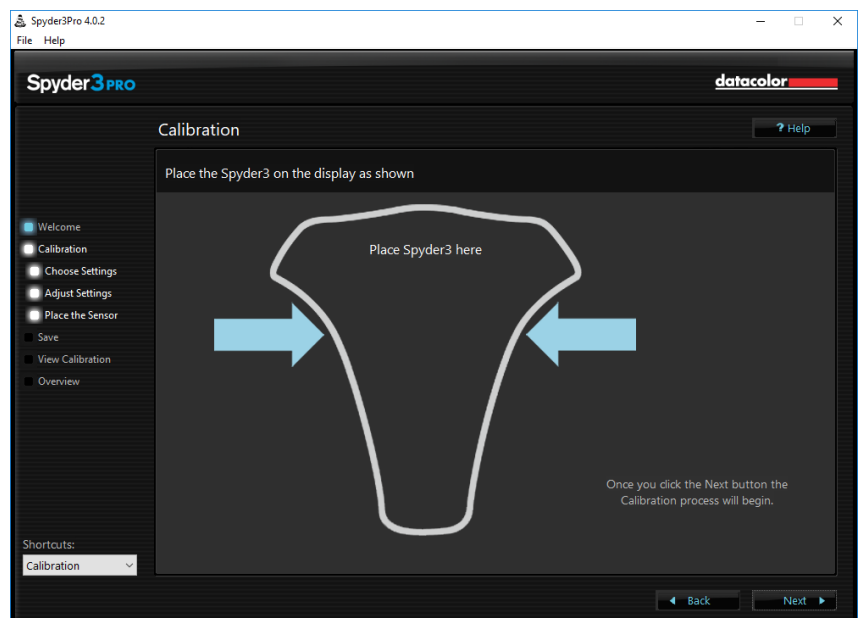 Spyder3Pro 4.0.2
File Help
Spyder3PRO
datacolor
Calibration
? Help
Place the Spyder3 on the display as shown
Welcome
Calibration
Choose Settings
Adjust Settings
Place the Sensor
Save
View Calibration
Overview
Place Spyder3 here
Once you click the Next button the
Calibration process will begin.
Shortcuts:
Calibration
Back
Next